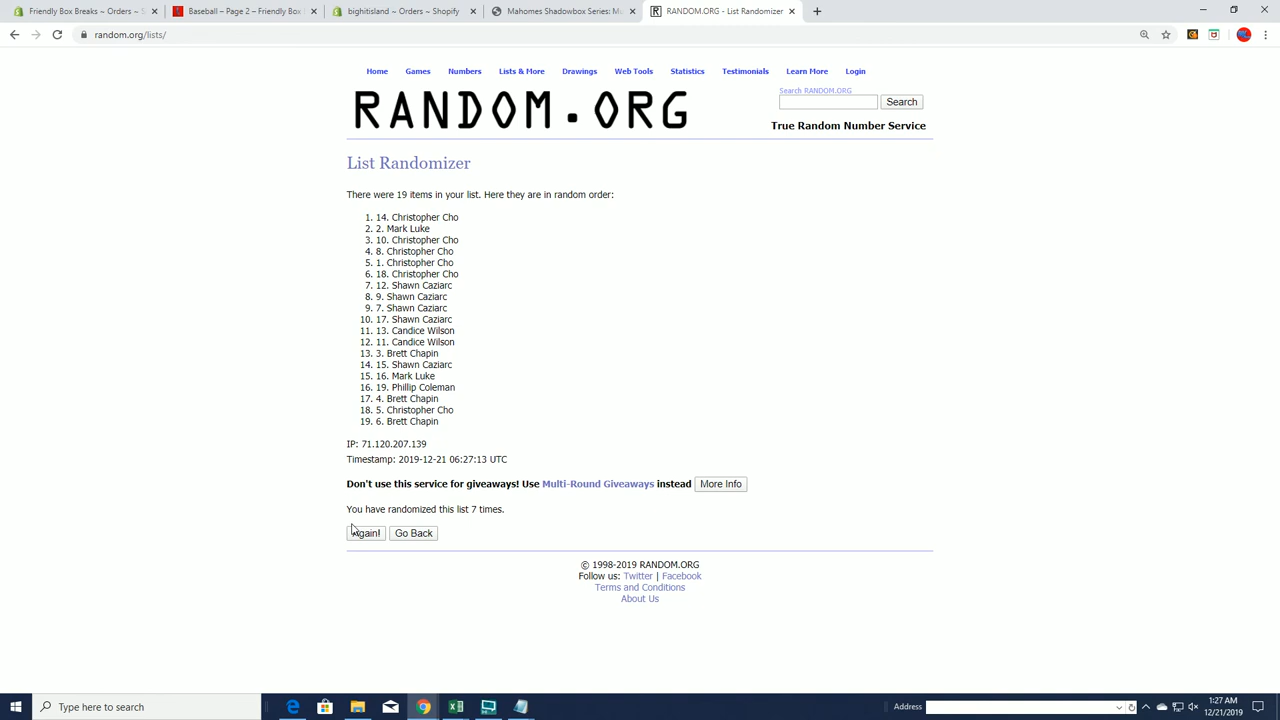 Friendly Box Breaks ~ Orders ~ S
Baseball – Page 2 – Friendly Box
bightisland ~ Orders ~ Shopify
Mahomes Shadowbox Series: Mu
RANDOM.ORG - List Randomizer
random.org/lists/
Home Games Numbers Lists & More Drawings Web Tools Statistics Testimonials Learn More Login
RANDOM.ORG
Search RANDOM.ORG
Search
True Random Number Service
List Randomizer
There were 19 items in your list. Here they are in random order:
1. 14. Christopher Cho
2. 2. Mark Luke
3. 10. Christopher Cho
4. 8. Christopher Cho
5. 1. Christopher Cho
6. 18. Christopher Cho
7. 12. Shawn Caziarc
8. 9. Shawn Caziarc
9. 7. Shawn Caziarc
10. 17. Shawn Caziarc
11. 13. Candice Wilson
12. 11. Candice Wilson
13. 3. Brett Chapin
14. 15. Shawn Caziarc
15. 16. Mark Luke
16. 19. Phillip Coleman
17. 4. Brett Chapin
18. 5. Christopher Cho
19. 6. Brett Chapin
IP: 71.120.207.139
Timestamp: 2019-12-21 06:27:13 UTC
Don't use this service for giveaways! Use Multi-Round Giveaways instead More Info
You have randomized this list 7 times.
Again! Go Back
© 1998-2019 RANDOM.ORG
Follow us: Twitter | Facebook
Terms and Conditions
About Us
Type here to search
Address
1:27 AM
12/21/2019